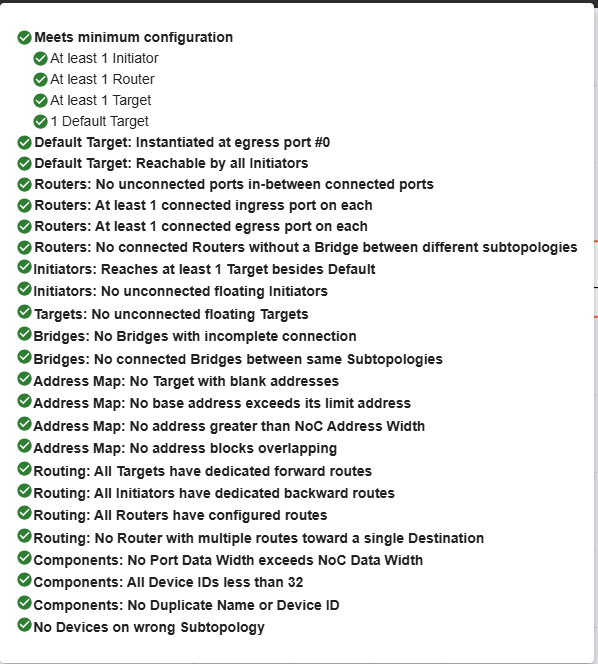 Meets minimum configuration
At least 1 Initiator
At least 1 Router
At least 1 Target
1 Default Target
Default Target: Instantiated at egress port #0
Default Target: Reachable by all Initiators
Routers: No unconnected ports in-between connected ports
Routers: At least 1 connected ingress port on each
Routers: At least 1 connected egress port on each
Routers: No connected Routers without a Bridge between different subtopologies
Initiators: Reaches at least 1 Target besides Default
Initiators: No unconnected floating Initiators
Targets: No unconnected floating Targets
Bridges: No Bridges with incomplete connection
Bridges: No connected Bridges between same Subtopologies
Address Map: No Target with blank addresses
Address Map: No base address exceeds its limit address
Address Map: No address greater than NoC Address Width
Address Map: No address blocks overlapping
Routing: All Targets have dedicated forward routes
Routing: All Initiators have dedicated backward routes
Routing: All Routers have configured routes
Routing: No Router with multiple routes toward a single Destination
Components: No Port Data Width exceeds NoC Data Width
Components: All Device IDs less than 32
Components: No Duplicate Name or Device ID
No Devices on wrong Subtopology